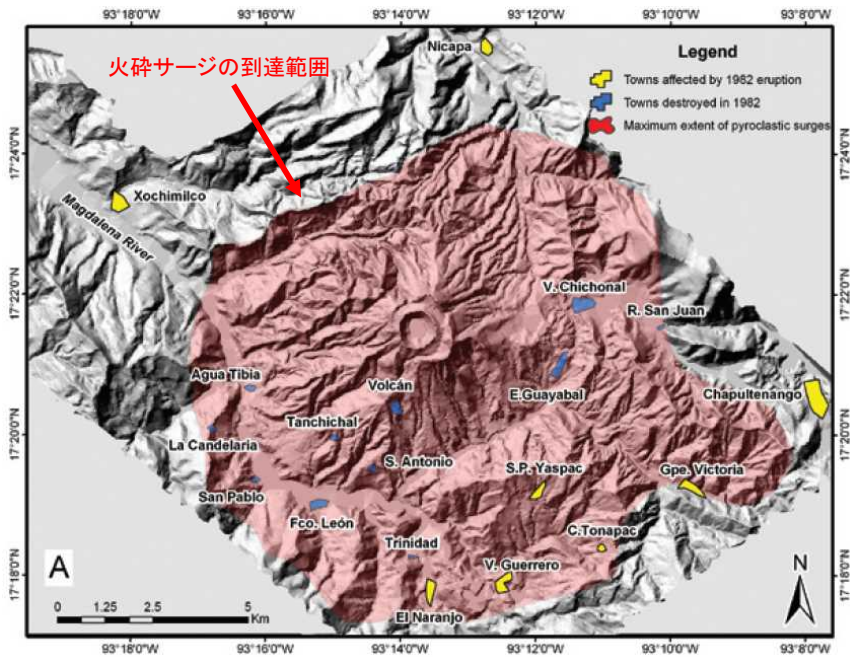 93°18'0"W 93°16'0"W 93°14'0"W 93°12'0"W 93°10'0"W 93°8'0"W
Nicapa
Legend
火砕サージの到達範囲
Towns affected by 1982 eruption
Towns destroyed in 1982
Maximum extent of pyroclastic surges
17°24'0"N
17°24'0"N
Xochimilco
Magdalena River
V. Chichonal
17°22'0"N
17°22'0"N
R. San Juan
Agua Tibia
Volcán
E.Guayabal
Chapultenango
Tanchichal
La Candelaria
17°20'0"N
17°20'0"N
S. Antonio
S.P. Yaspac
Gpe. Victoria
San Pablo
Fco. León
C.Tonapac
Trinidad
V. Guerrero
A
N
17°18'0"N
17°18'0"N
0 1.25 2.5 5
Km
El Naranjo
93°18'0"W 93°16'0"W 93°14'0"W 93°12'0"W 93°10'0"W 93°8'0"W